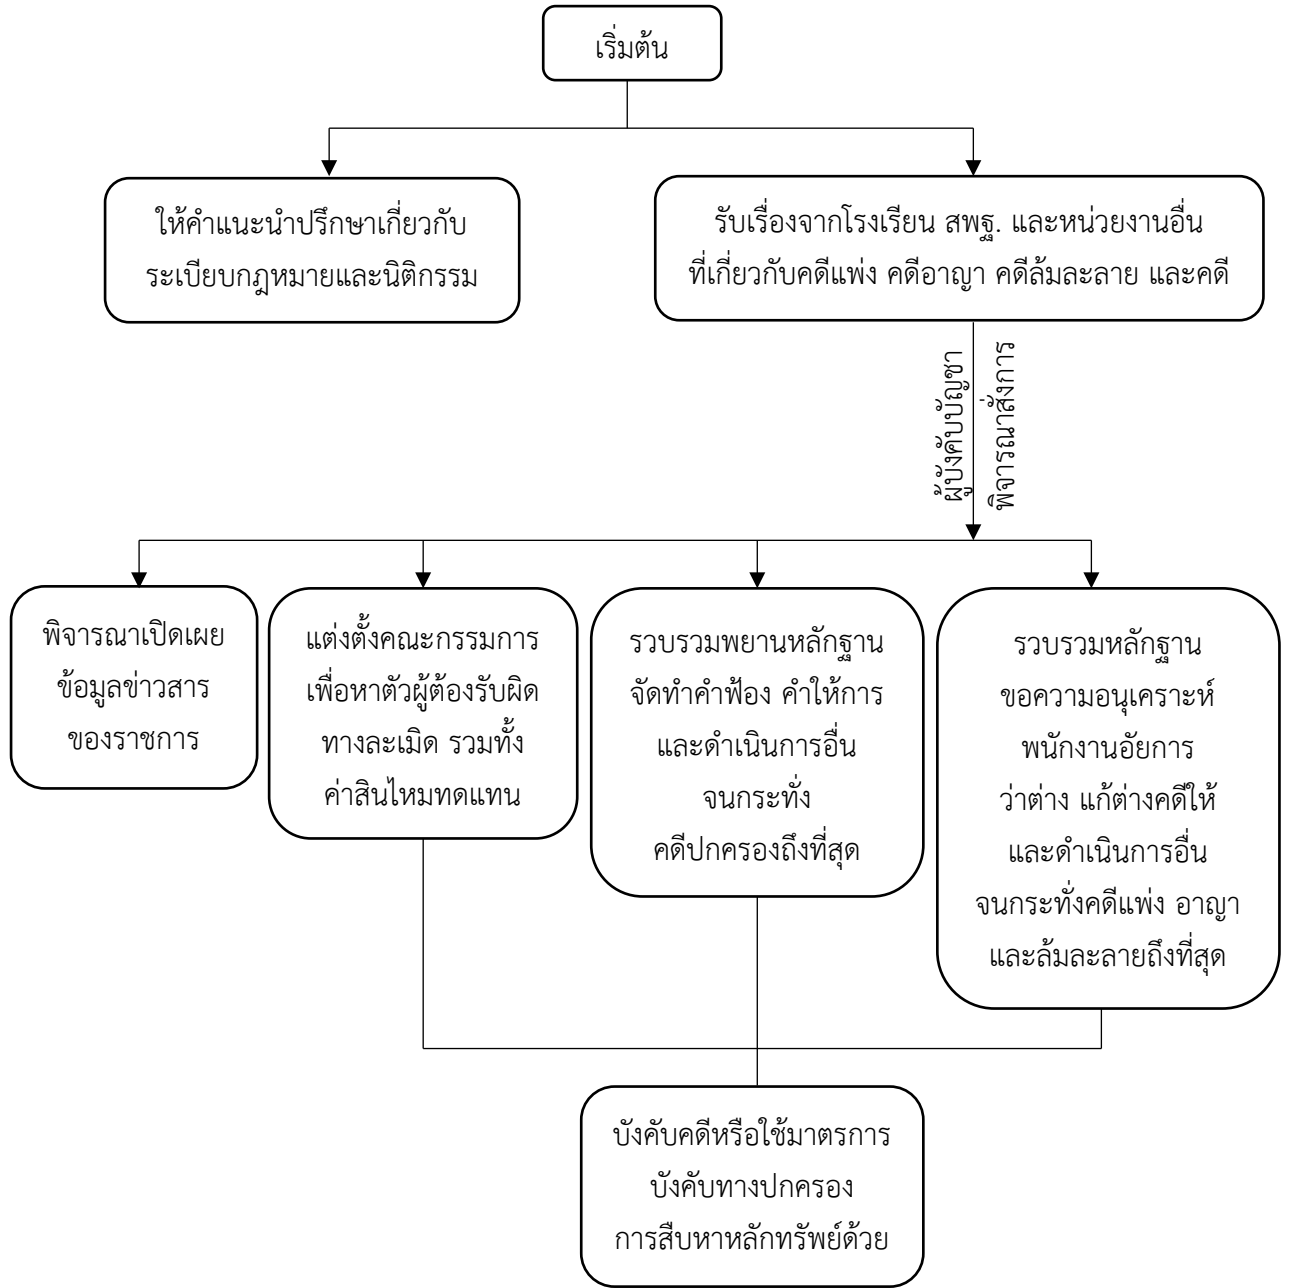 เริ่มต้น
ให้คำแนะนำปรึกษาเกี่ยวกับ
ระเบียบกฎหมายและนิติกรรม
รับเรื่องจากโรงเรียน สพฐ. และหน่วยงานอื่น
ที่เกี่ยวกับคดีแพ่ง คดีอาญา คดีล้มละลาย และคดี
ผู้บังคับบัญชา
พิจารณาสั่งการ
พิจารณาเปิดเผย
ข้อมูลข่าวสาร
ของราชการ
แต่งตั้งคณะกรรมการ
เพื่อหาตัวผู้ต้องรับผิด
ทางละเมิด รวมทั้ง
ค่าสินไหมทดแทน
รวบรวมพยานหลักฐาน
จัดทำคำฟ้อง คำให้การ
และดำเนินการอื่น
จนกระทั่ง
คดีปกครองถึงที่สุด
รวบรวมหลักฐาน
ขอความอนุเคราะห์
พนักงานอัยการ
ว่าต่าง แก้ต่างคดีให้
และดำเนินการอื่น
จนกระทั่งคดีแพ่ง อาญา
และล้มละลายถึงที่สุด
บังคับคดีหรือใช้มาตรการ
บังคับทางปกครอง
การสืบหาหลักทรัพย์ด้วย